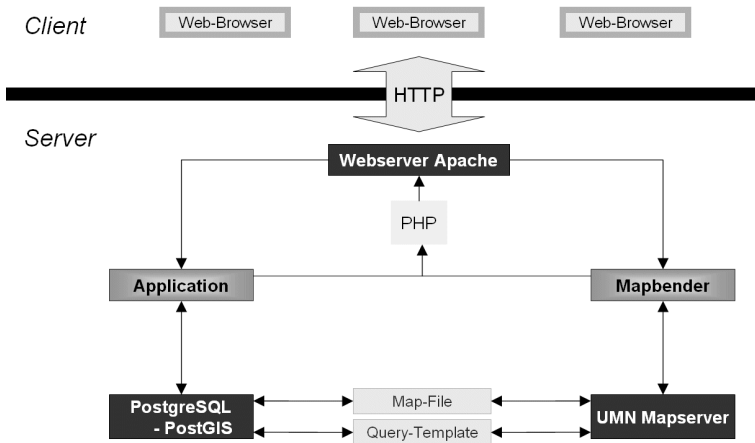 Client
Web-Browser
Web-Browser
Web-Browser
HTTP
Server
Webserver Apache
PHP
Application
Mapbender
PostgreSQL
- PostGIS
Map-File
Query-Template
UMN Mapserver